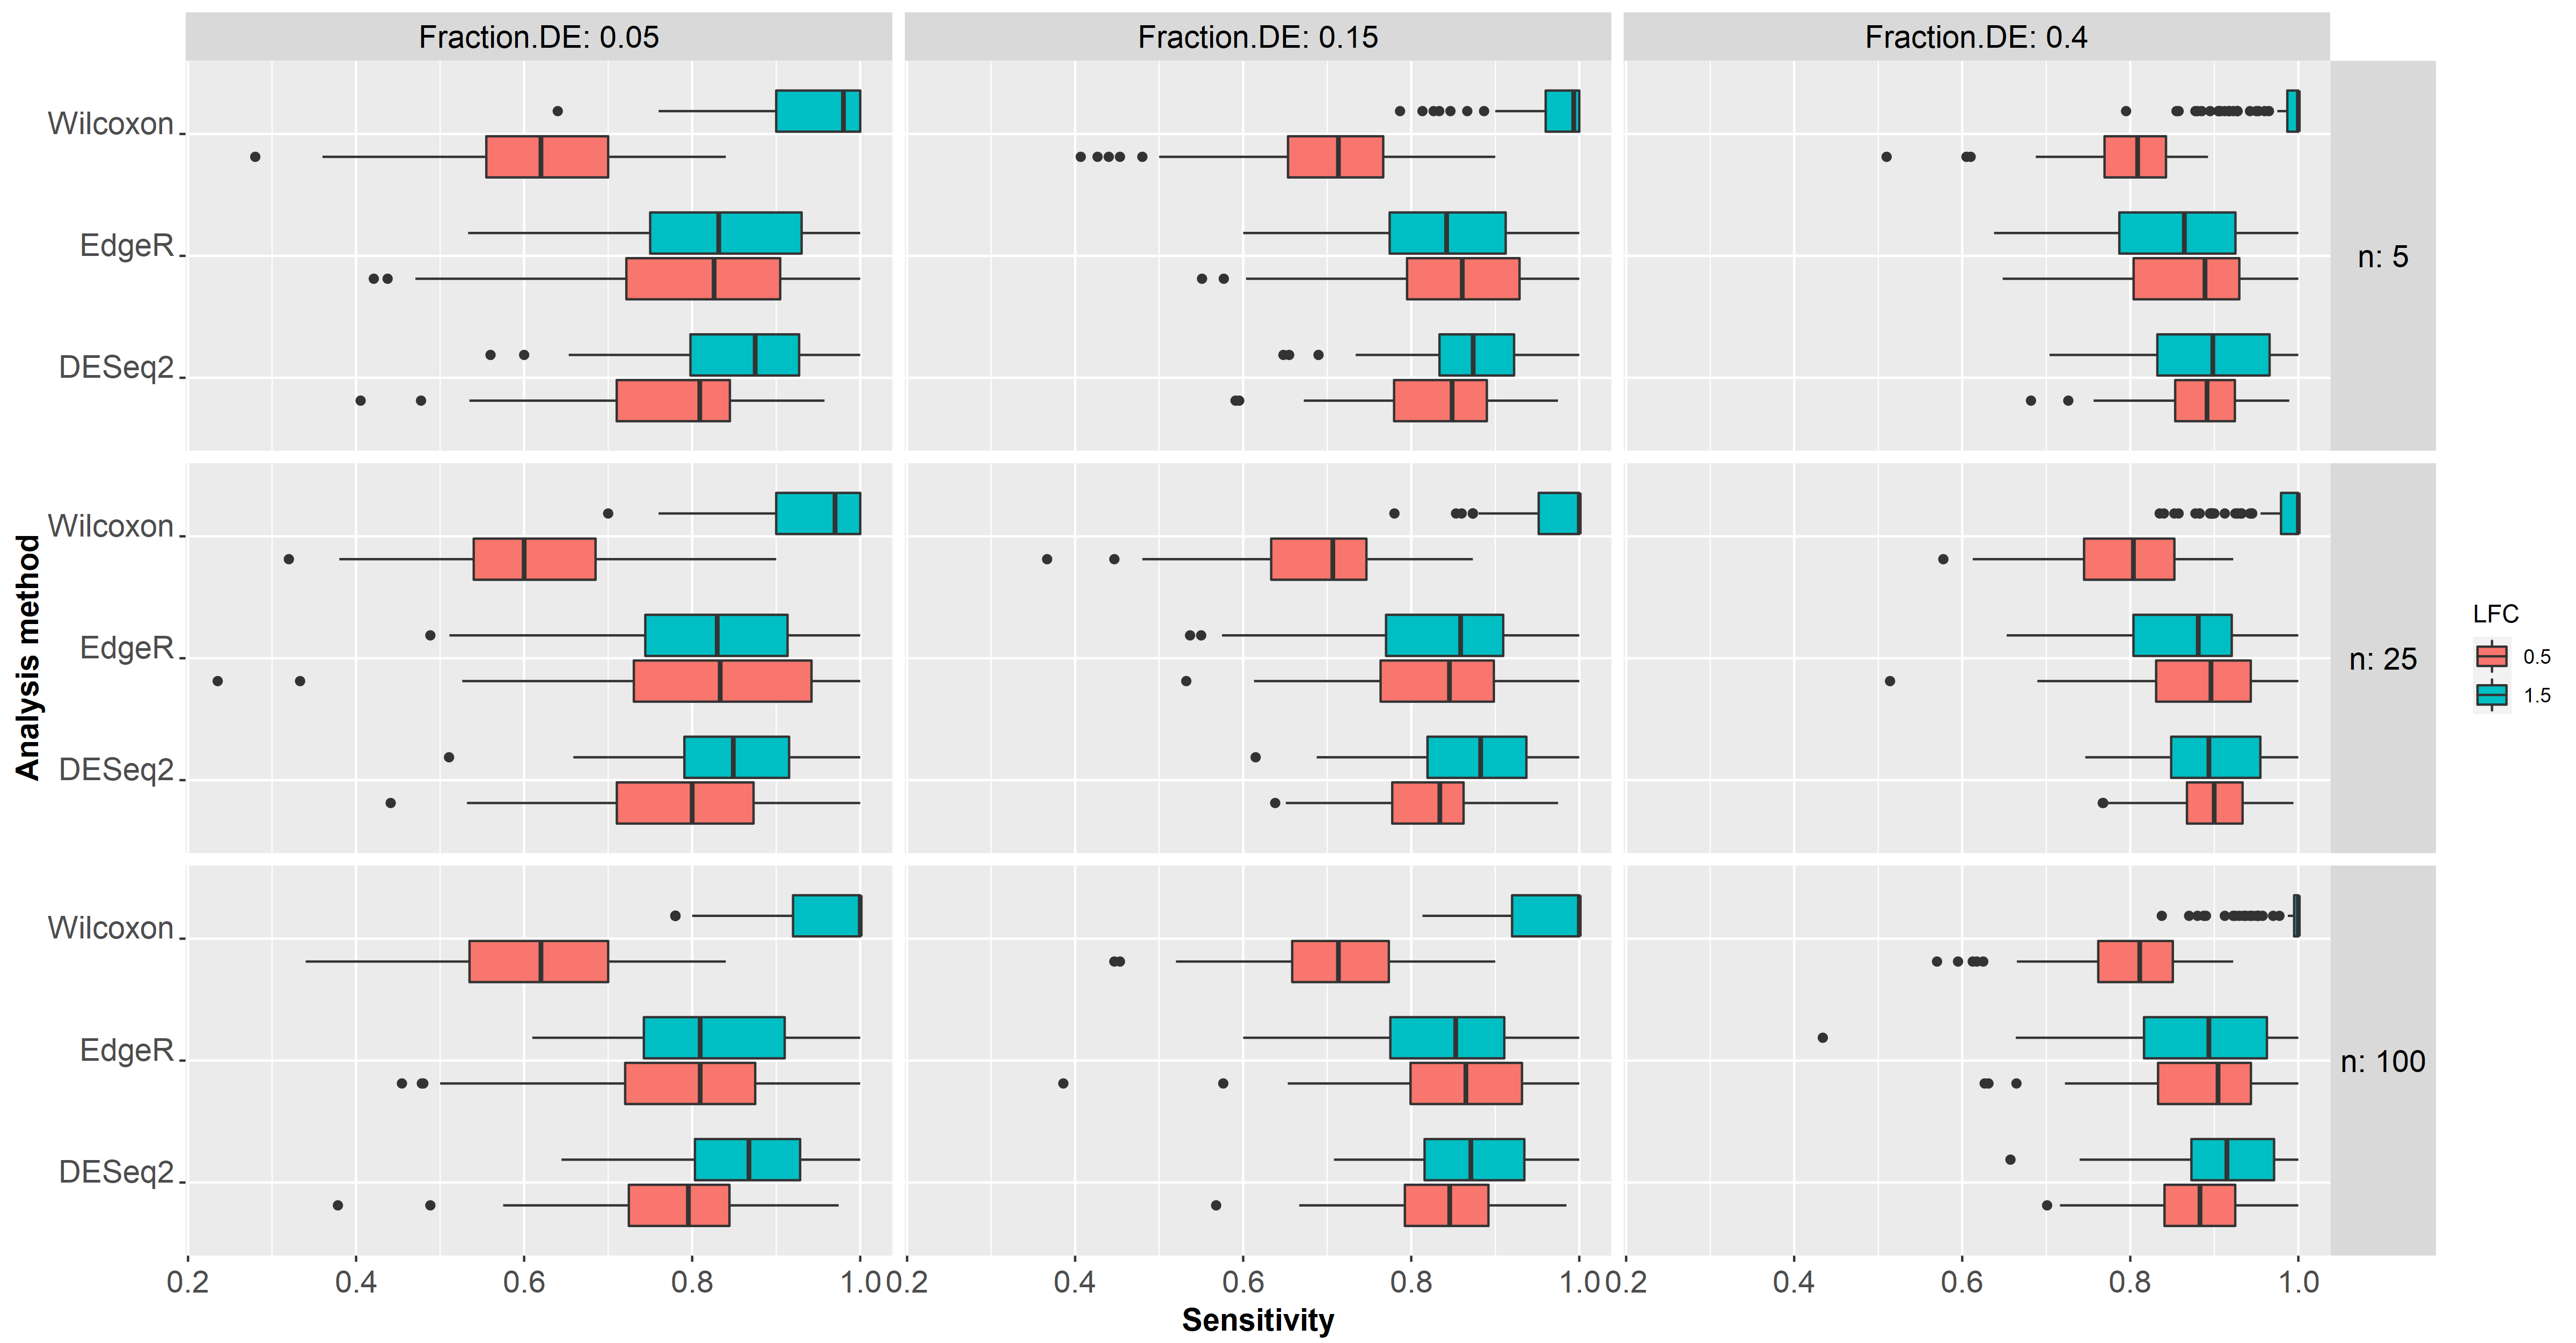 Fraction.DE: 0.05
Fraction.DE: 0.15
Fraction.DE: 0.4
Wilcoxon
EdgeR
DESeq2
n: 5
Wilcoxon
EdgeR
DESeq2
n: 25
Wilcoxon
EdgeR
DESeq2
n: 100
Analysis method
0.2 0.4 0.6 0.8 1.0
0.2 0.4 0.6 0.8 1.0
0.2 0.4 0.6 0.8 1.0
Sensitivity
LFC
0.5
1.5